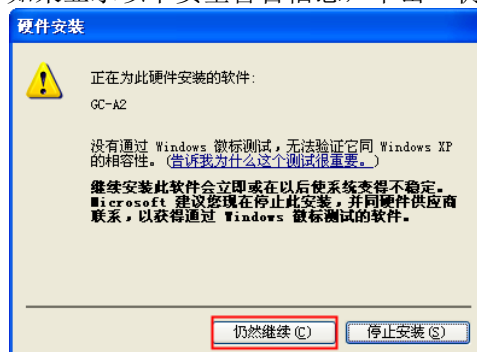 硬件安装
正在为此硬件安装的软件:
GC-A2
没有通过 Windows 徽标测试，无法验证它同 Windows XP
的相容性。(告诉我为什么这个测试很重要。)
继续安装此软件会立即或在以后使系统变得不稳定。
Microsoft 建议您现在停止此安装，并同硬件供应商
联系，以获得通过 Windows 徽标测试的软件。
仍然继续(C)
停止安装(S)